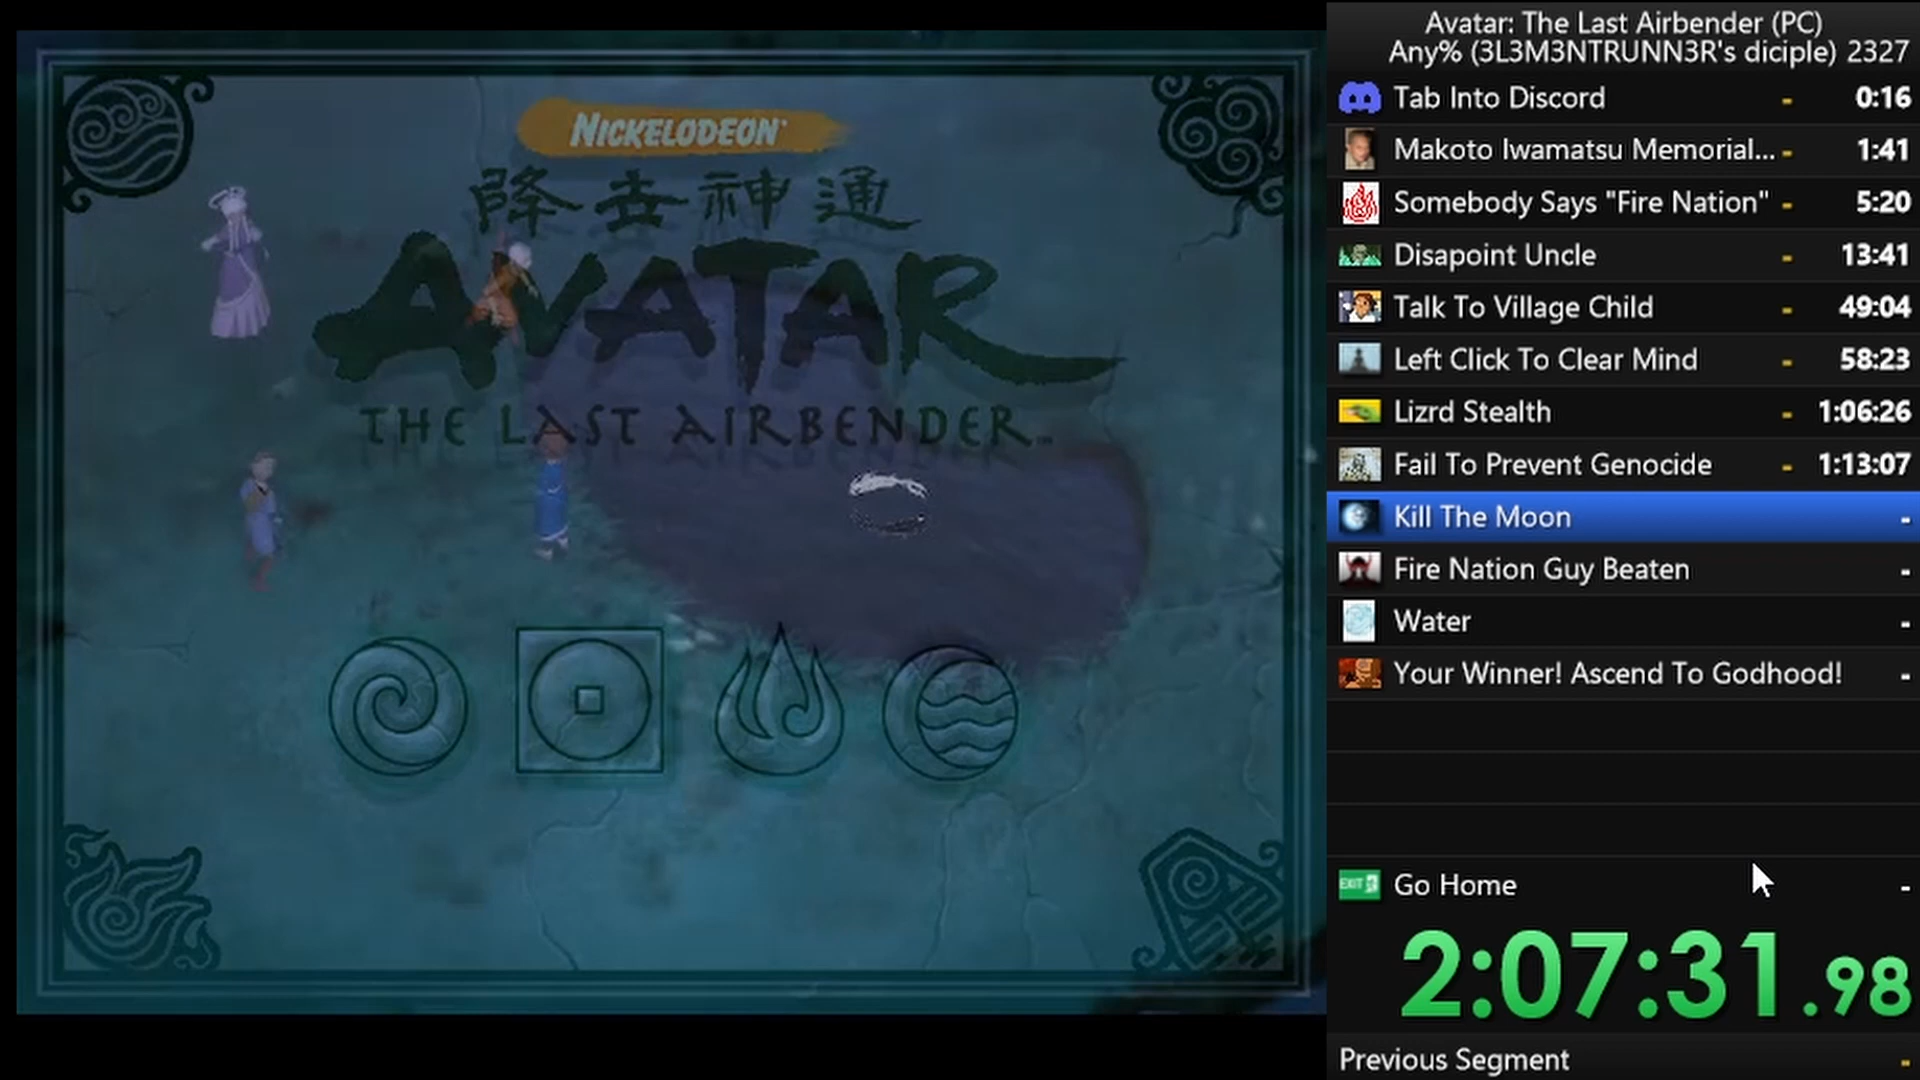 NICKELODEON
降世神通
AVATAR
THE LAST AIRBENDER™
Avatar: The Last Airbender (PC)
Any% (3L3M3NTRUNN3R's diciple) 2327
Tab Into Discord - 0:16
Makoto Iwamatsu Memorial... - 1:41
Somebody Says "Fire Nation" - 5:20
Disapoint Uncle - 13:41
Talk To Village Child - 49:04
Left Click To Clear Mind - 58:23
Lizrd Stealth - 1:06:26
Fail To Prevent Genocide - 1:13:07
Kill The Moon -
Fire Nation Guy Beaten -
Water -
Your Winner! Ascend To Godhood! -
EXIT Go Home -
2:07:31.98
Previous Segment -